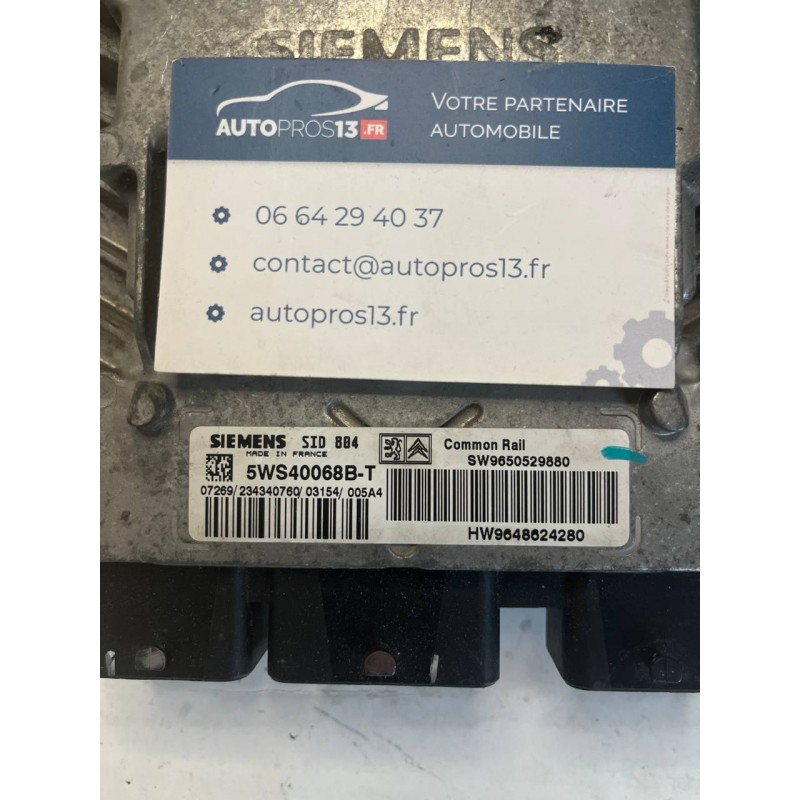 SIEMENS
AUTOPROS13.FR
VOTRE PARTENAIRE
AUTOMOBILE
06 64 29 40 37
contact@autopros13.fr
autopros13.fr
SIEMENS SID 804
MADE IN FRANCE
5WS40068B-T
07269/234340760/03154/005A4
Common Rail
SW9650529880
HW9648624280